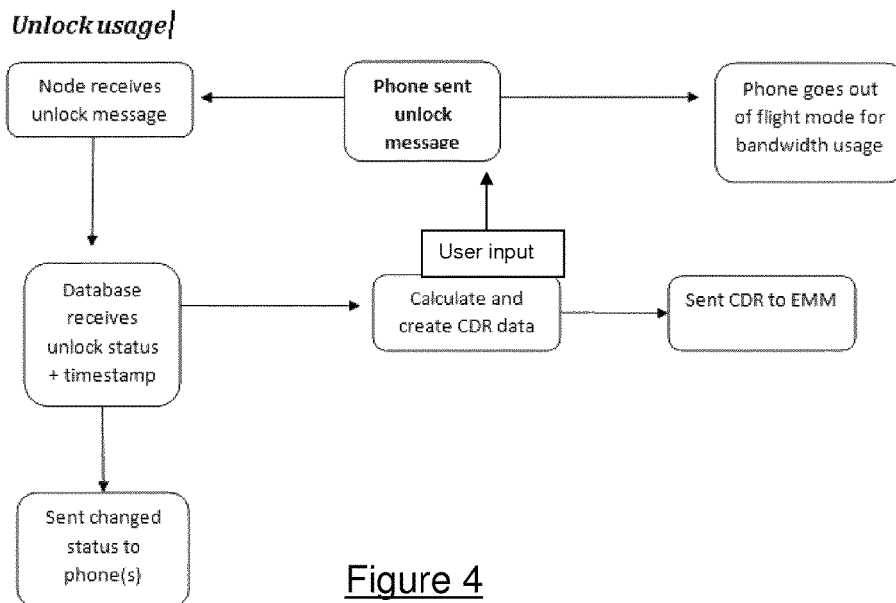 Unlock usage
Node receives
unlock message
Phone sent
unlock
message
Phone goes out
of flight mode for
bandwidth usage
User input
Database
receives
unlock status
+ timestamp
Calculate and
create CDR data
Sent CDR to EMM
Sent changed
status to
phone(s)
Figure 4